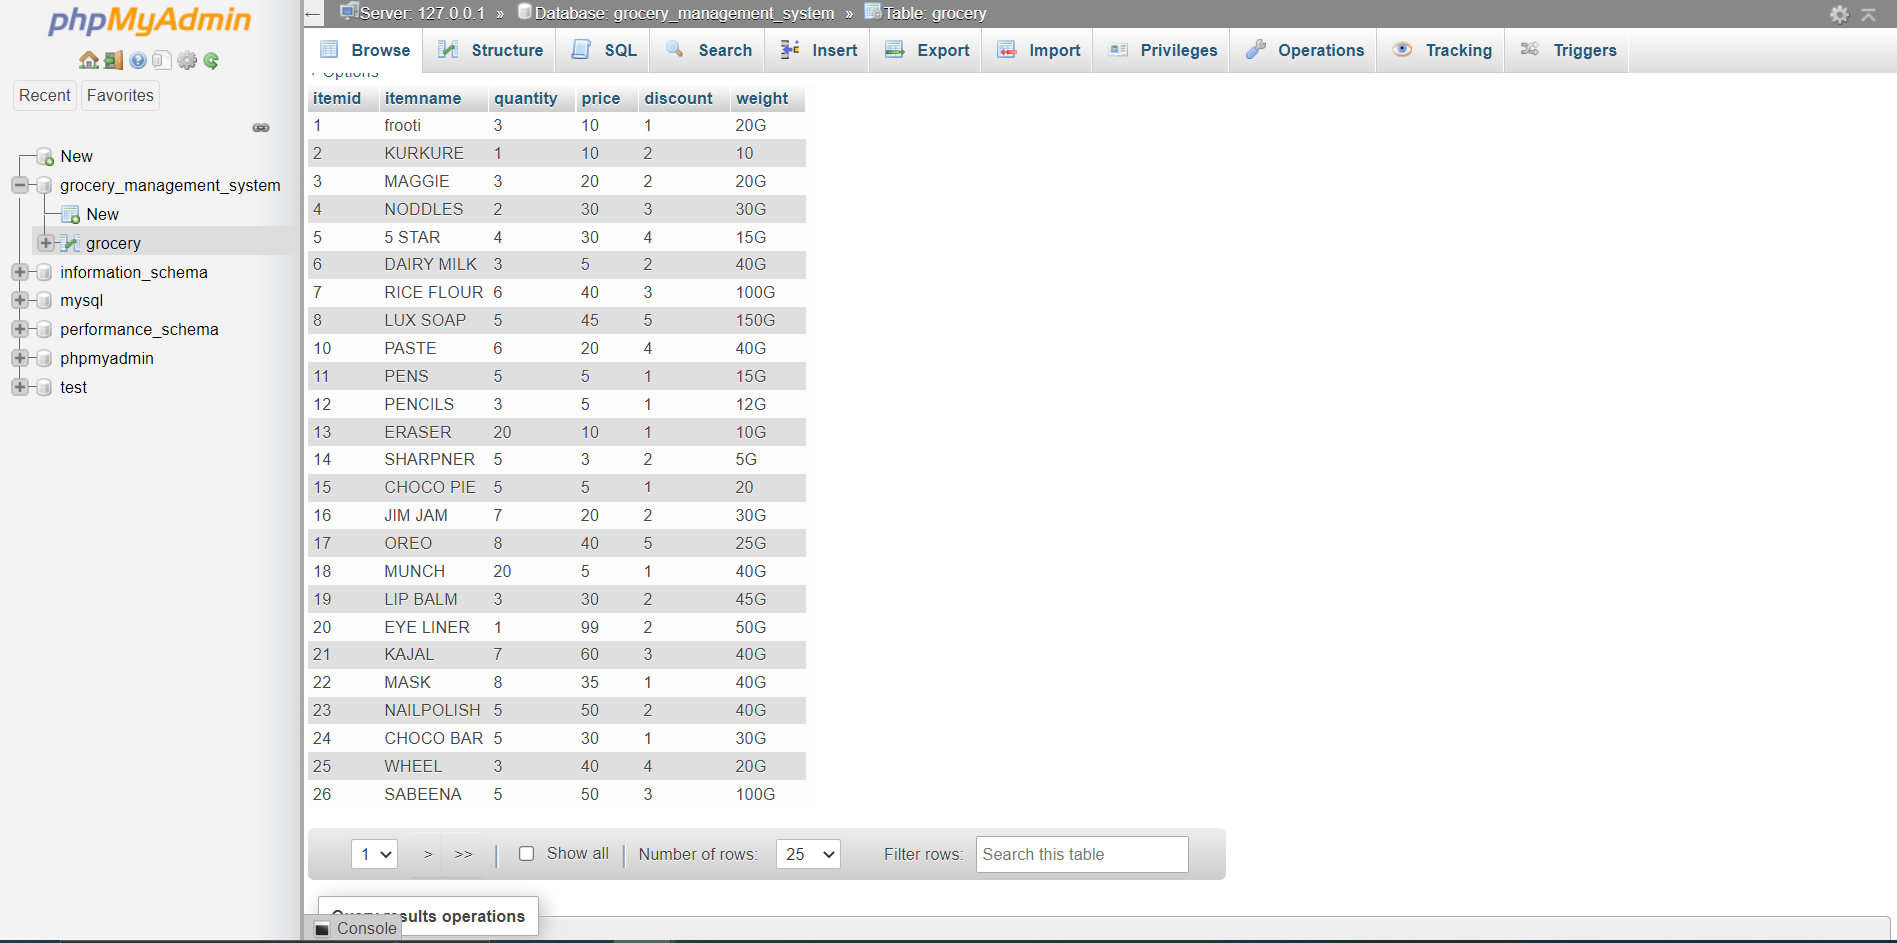 phpMyAdmin
Recent Favorites
New
grocery_management_system
New
grocery
information_schema
mysql
performance_schema
phpmyadmin
test
← Server: 127.0.0.1 » Database: grocery_management_system » Table: grocery
Browse Structure SQL Search Insert Export Import Privileges Operations Tracking Triggers
Options
itemid itemname quantity price discount weight
1 frooti 3 10 1 20G
2 KURKURE 1 10 2 10
3 MAGGIE 3 20 2 20G
4 NODDLES 2 30 3 30G
5 5 STAR 4 30 4 15G
6 DAIRY MILK 3 5 2 40G
7 RICE FLOUR 6 40 3 100G
8 LUX SOAP 5 45 5 150G
10 PASTE 6 20 4 40G
11 PENS 5 5 1 15G
12 PENCILS 3 5 1 12G
13 ERASER 20 10 1 10G
14 SHARPNER 5 3 2 5G
15 CHOCO PIE 5 5 1 20
16 JIM JAM 7 20 2 30G
17 OREO 8 40 5 25G
18 MUNCH 20 5 1 40G
19 LIP BALM 3 30 2 45G
20 EYE LINER 1 99 2 50G
21 KAJAL 7 60 3 40G
22 MASK 8 35 1 40G
23 NAILPOLISH 5 50 2 40G
24 CHOCO BAR 5 30 1 30G
25 WHEEL 3 40 4 20G
26 SABEENA 5 50 3 100G
1 > >> | Show all | Number of rows: 25 Filter rows: Search this table
Query results operations
Console